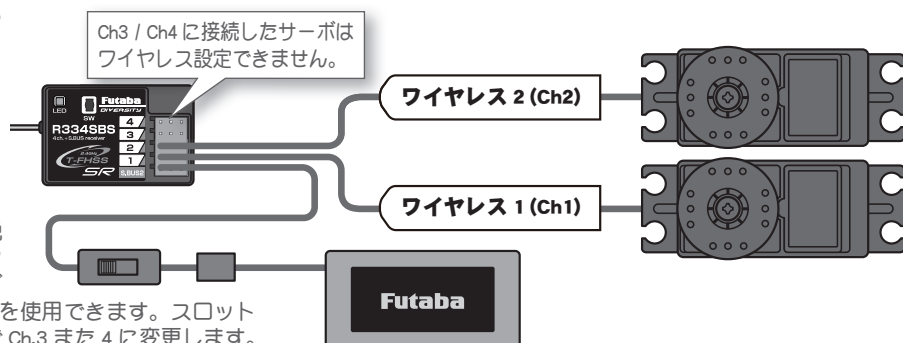 Ch3 / Ch4 に接続したサーボは
ワイヤレス設定できません。
LED
SW
Futaba
DIVERSITY
R334SBS
4ch. - S.BUS receiver
2.4GHz
T-FHSS
SR
4
3
2
1
S.BUS2
ワイヤレス 2 (Ch2)
ワイヤレス 1 (Ch1)
Futaba
を使用できます。スロット
Ch.3 また 4 に変更します。